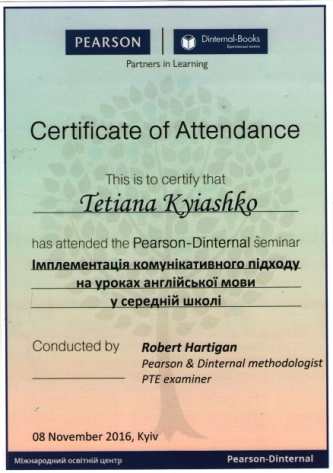 PEARSON
Dinternal-Books
Британські книги
Partners in Learning
Certificate of Attendance
This is to certify that
Tetiana Kyiashko
has attended the Pearson-Dinternal seminar
Імплементація комунікативного підходу
на уроках англійської мови
у середній школі
Conducted by Robert Hartigan
Pearson & Dinternal methodologist
PTE examiner
08 November 2016, Kyiv
Міжнародний освітній центр Pearson-Dinternal